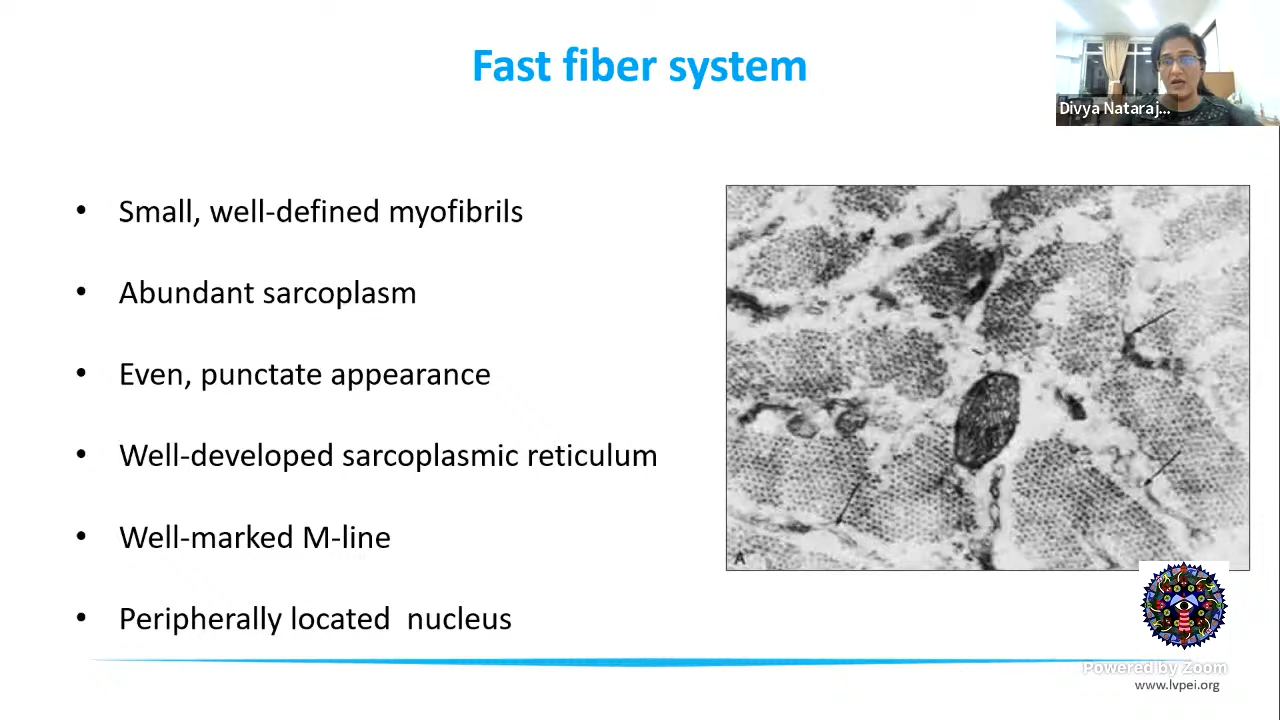 Fast fiber system
Divya Nataraj...
• Small, well-defined myofibrils
• Abundant sarcoplasm
• Even, punctate appearance
• Well-developed sarcoplasmic reticulum
• Well-marked M-line
• Peripherally located nucleus
A
Powered by Zoom
www.lvpei.org